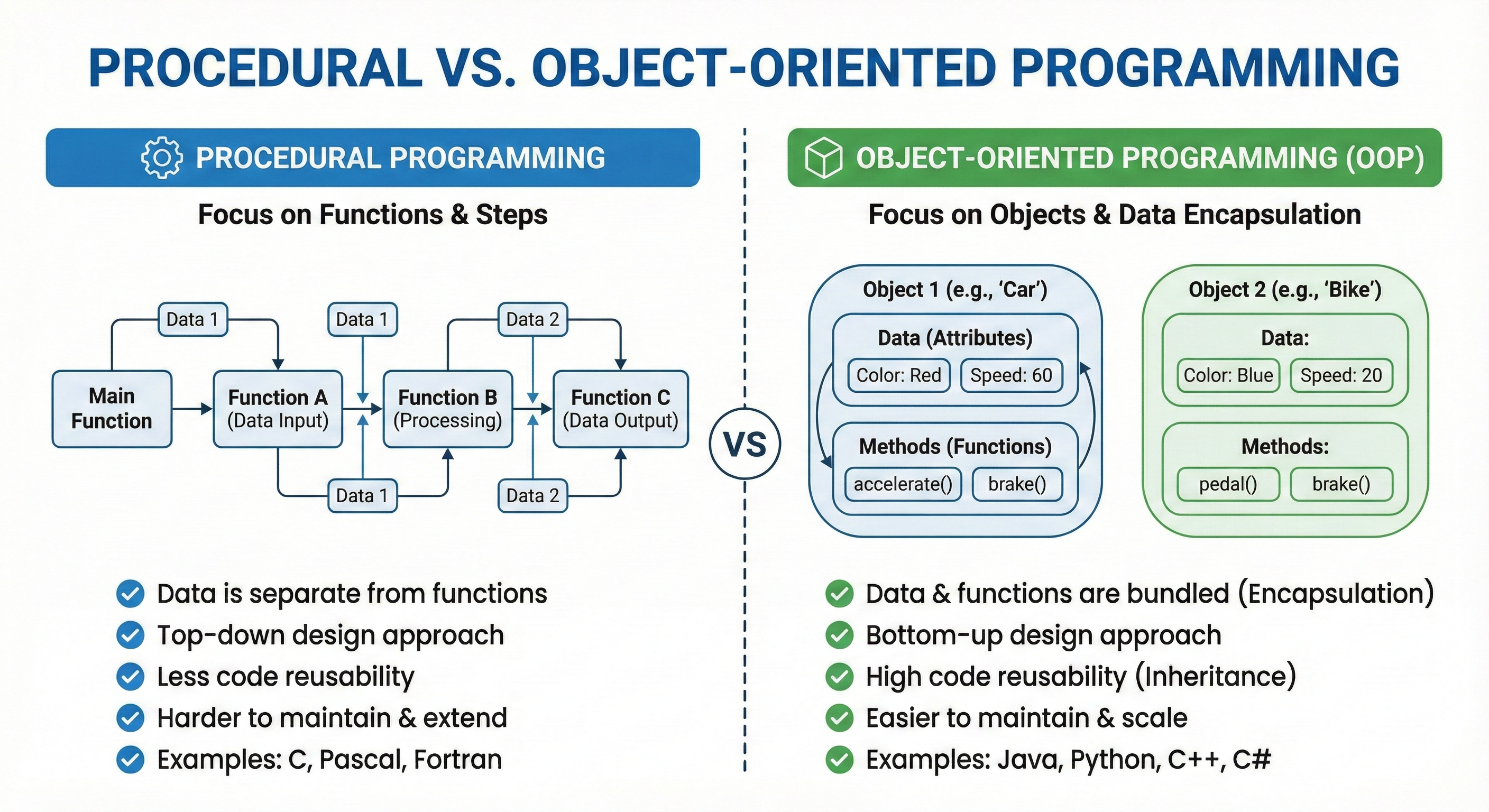 PROCEDURAL VS. OBJECT-ORIENTED PROGRAMMING
PROCEDURAL PROGRAMMING
Focus on Functions & Steps
Data 1
Data 1
Data 2
Main
Function
Function A
(Data Input)
Function B
(Processing)
Function C
(Data Output)
Data 1
Data 2
Data is separate from functions
Top-down design approach
Less code reusability
Harder to maintain & extend
Examples: C, Pascal, Fortran
VS
OBJECT-ORIENTED PROGRAMMING (OOP)
Focus on Objects & Data Encapsulation
Object 1 (e.g., ‘Car’)
Data (Attributes)
Color: Red
Speed: 60
Methods (Functions)
accelerate()
brake()
Object 2 (e.g., ‘Bike’)
Data:
Color: Blue
Speed: 20
Methods:
pedal()
brake()
Data & functions are bundled (Encapsulation)
Bottom-up design approach
High code reusability (Inheritance)
Easier to maintain & scale
Examples: Java, Python, C++, C#